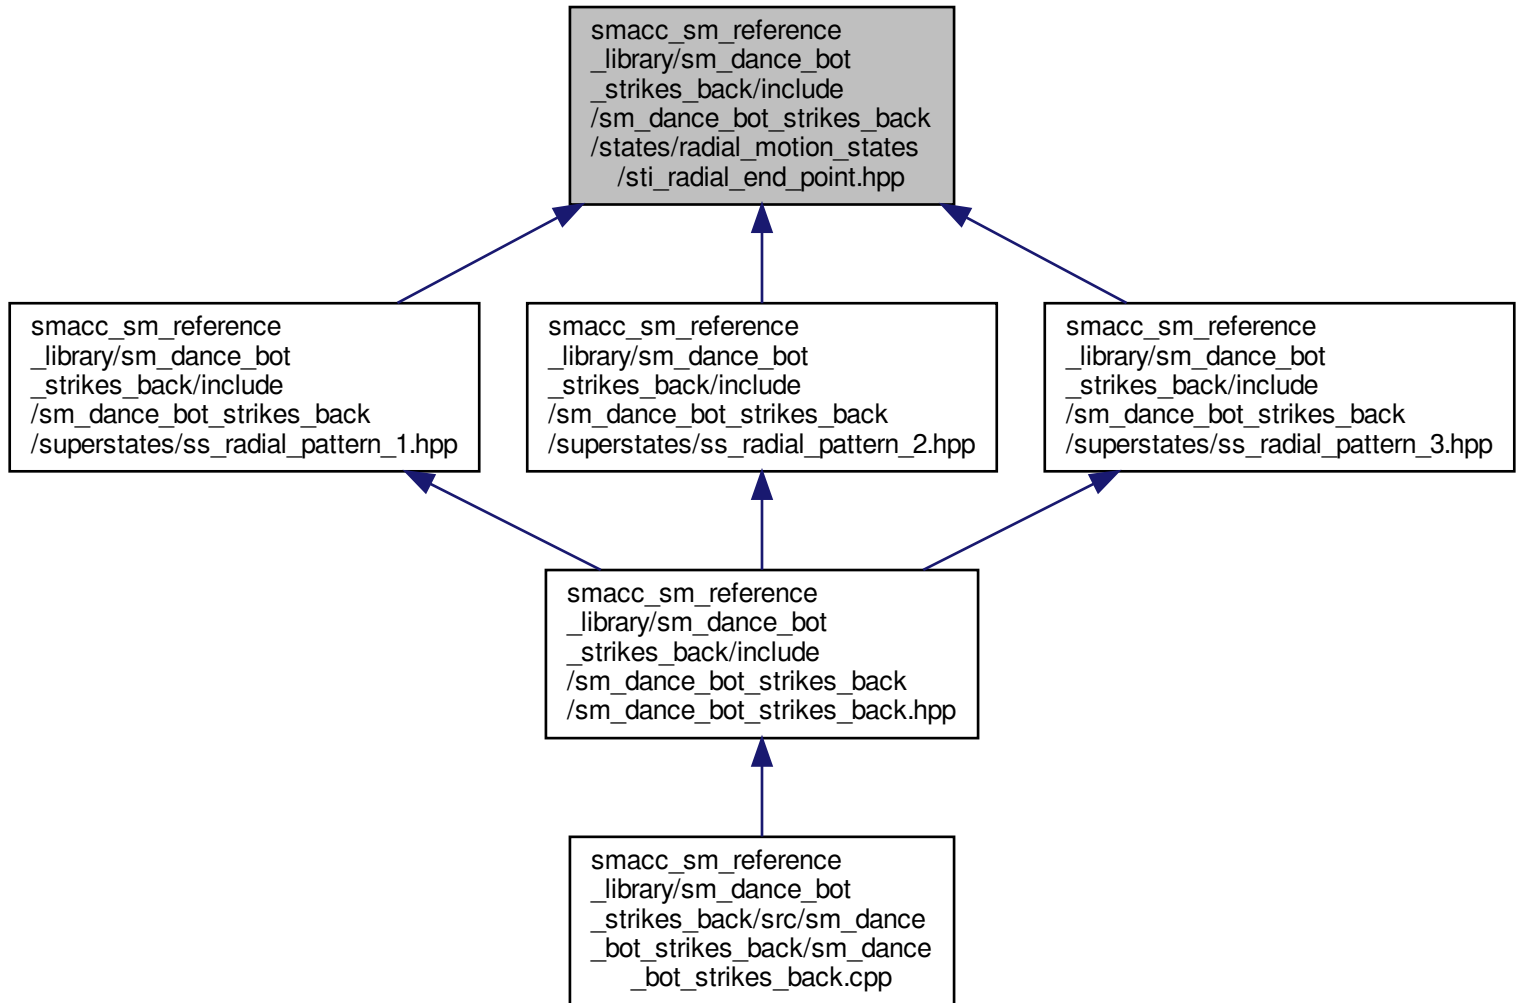 smacc_sm_reference
_library/sm_dance_bot
_strikes_back/include
/sm_dance_bot_strikes_back
/states/radial_motion_states
/sti_radial_end_point.hpp
smacc_sm_reference
_library/sm_dance_bot
_strikes_back/include
/sm_dance_bot_strikes_back
/superstates/ss_radial_pattern_1.hpp
smacc_sm_reference
_library/sm_dance_bot
_strikes_back/include
/sm_dance_bot_strikes_back
/superstates/ss_radial_pattern_2.hpp
smacc_sm_reference
_library/sm_dance_bot
_strikes_back/include
/sm_dance_bot_strikes_back
/superstates/ss_radial_pattern_3.hpp
smacc_sm_reference
_library/sm_dance_bot
_strikes_back/include
/sm_dance_bot_strikes_back
/sm_dance_bot_strikes_back.hpp
smacc_sm_reference
_library/sm_dance_bot
_strikes_back/src/sm_dance
_bot_strikes_back/sm_dance
_bot_strikes_back.cpp